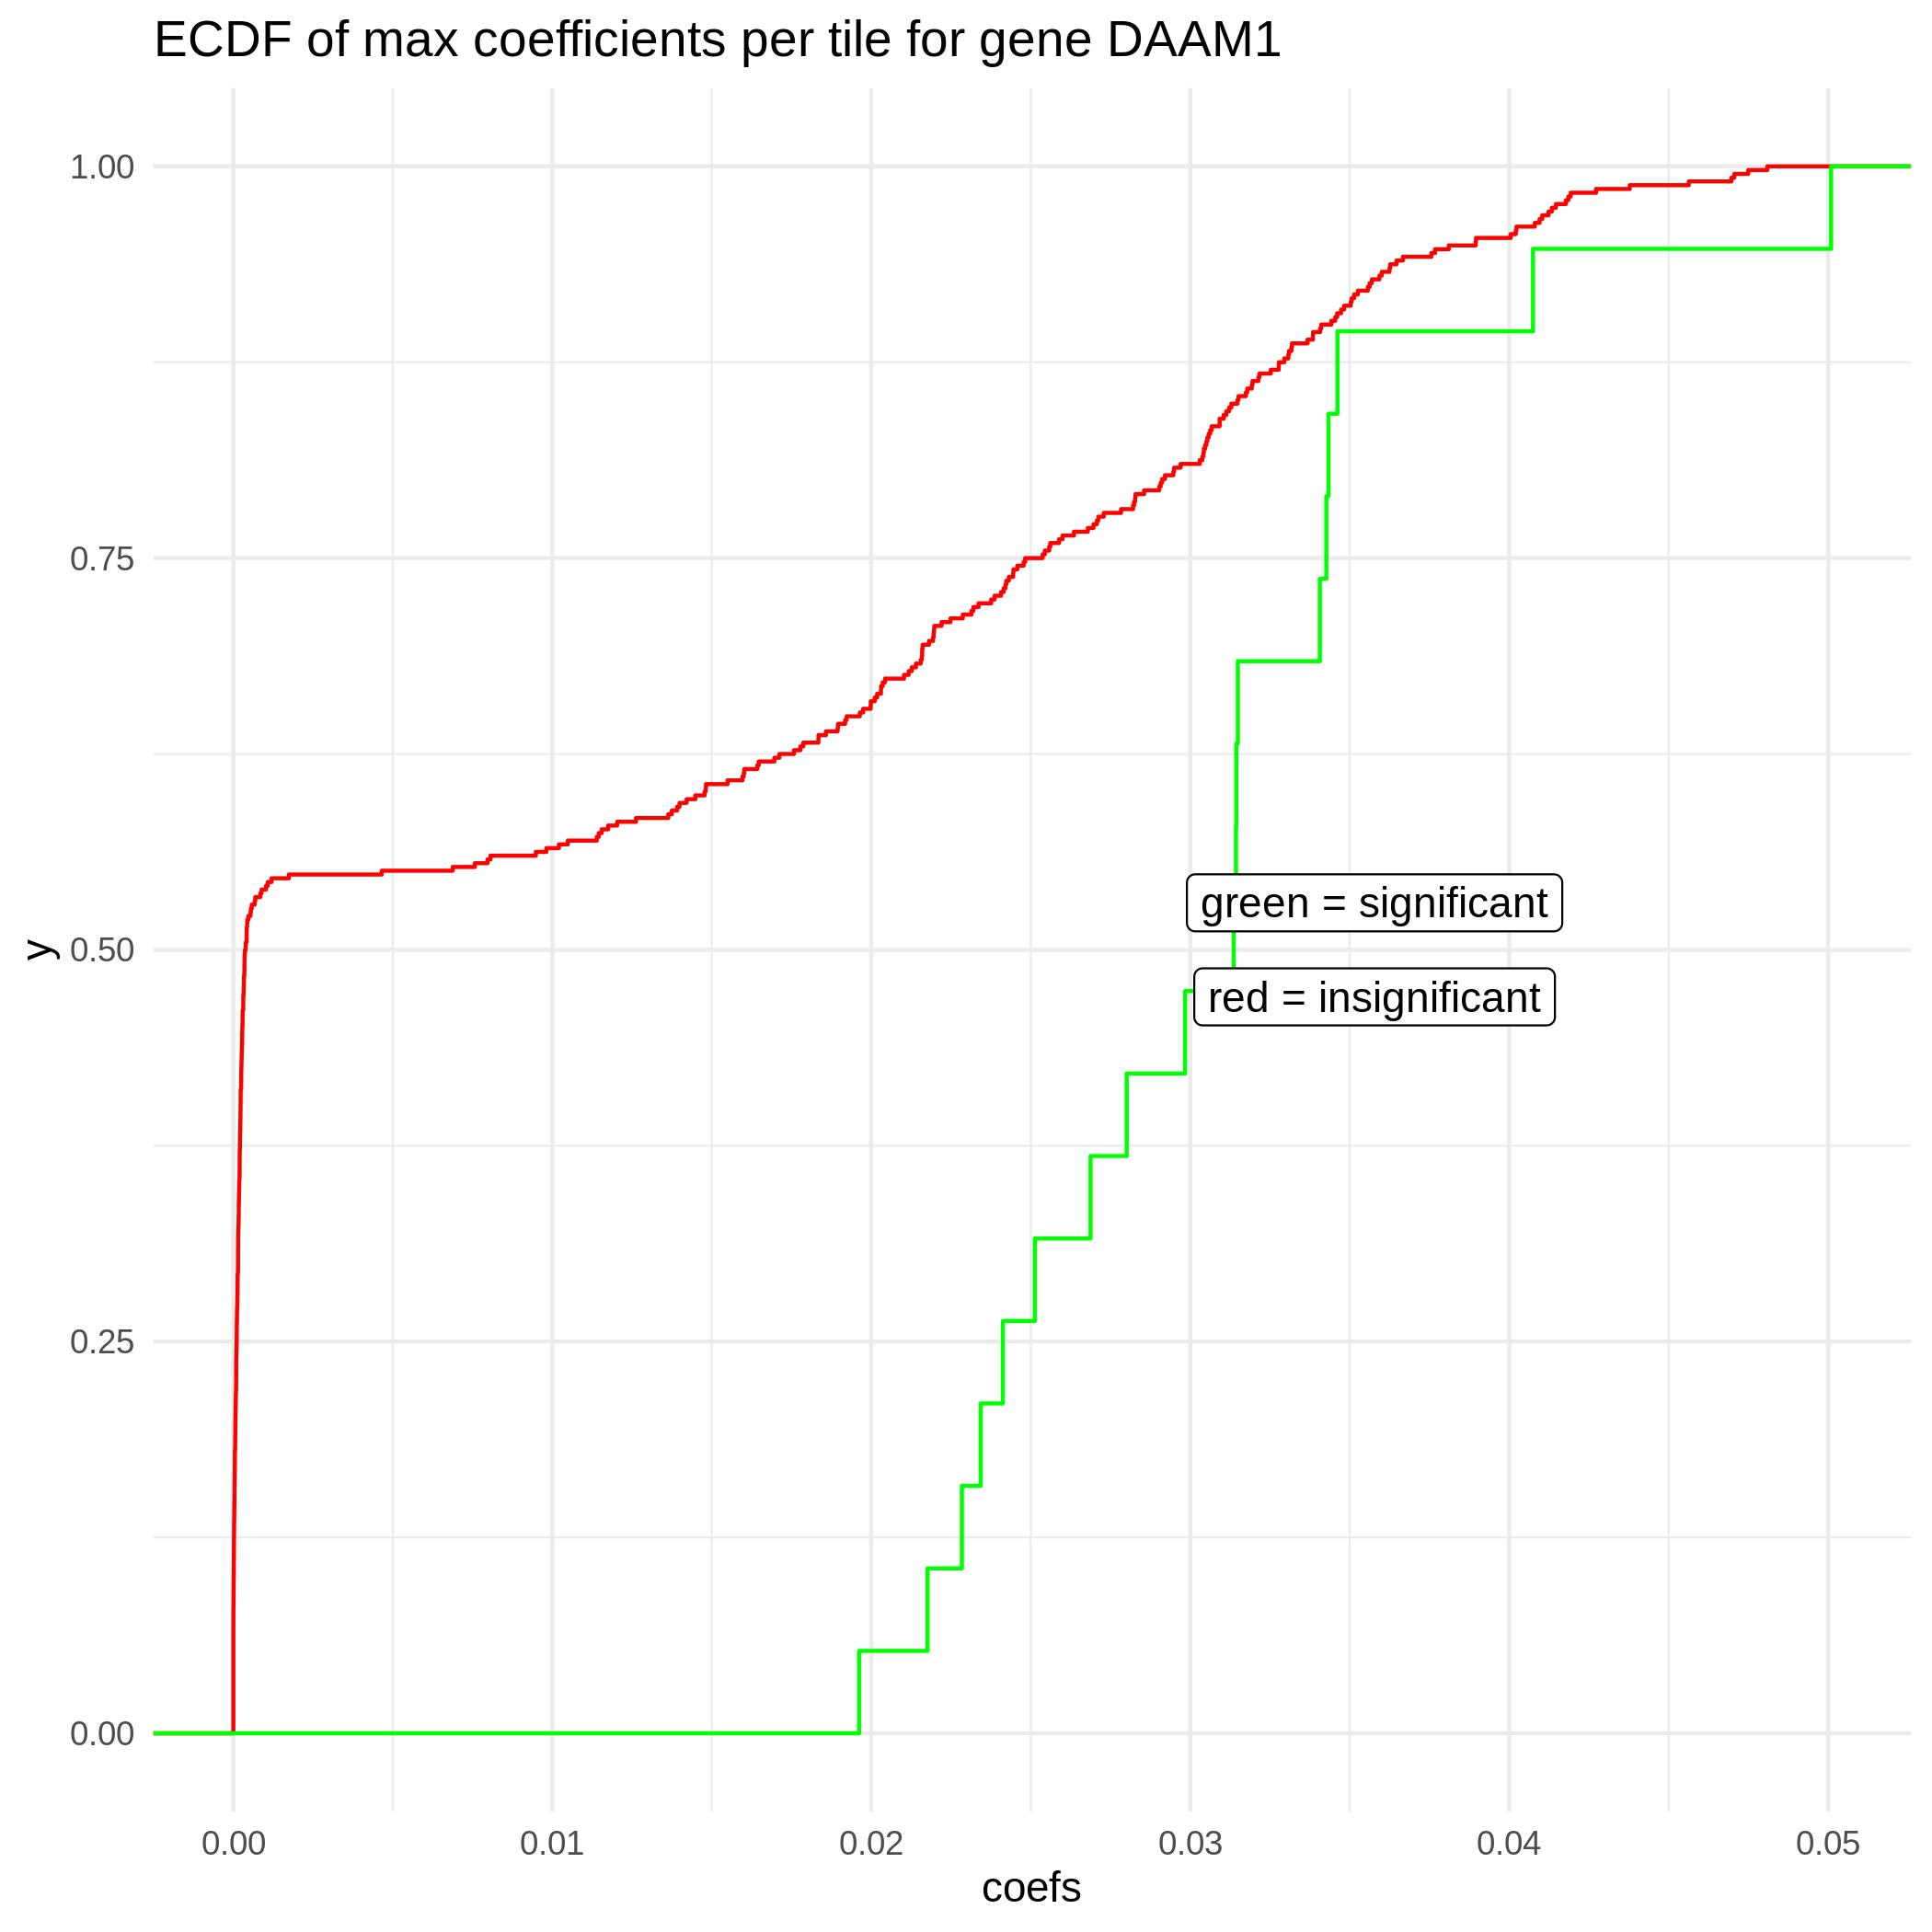 ECDF of max coefficients per tile for gene DAAM1
1.00
0.75
0.50
0.25
0.00
y
green = significant
red = insignificant
0.00 0.01 0.02 0.03 0.04 0.05
coefs